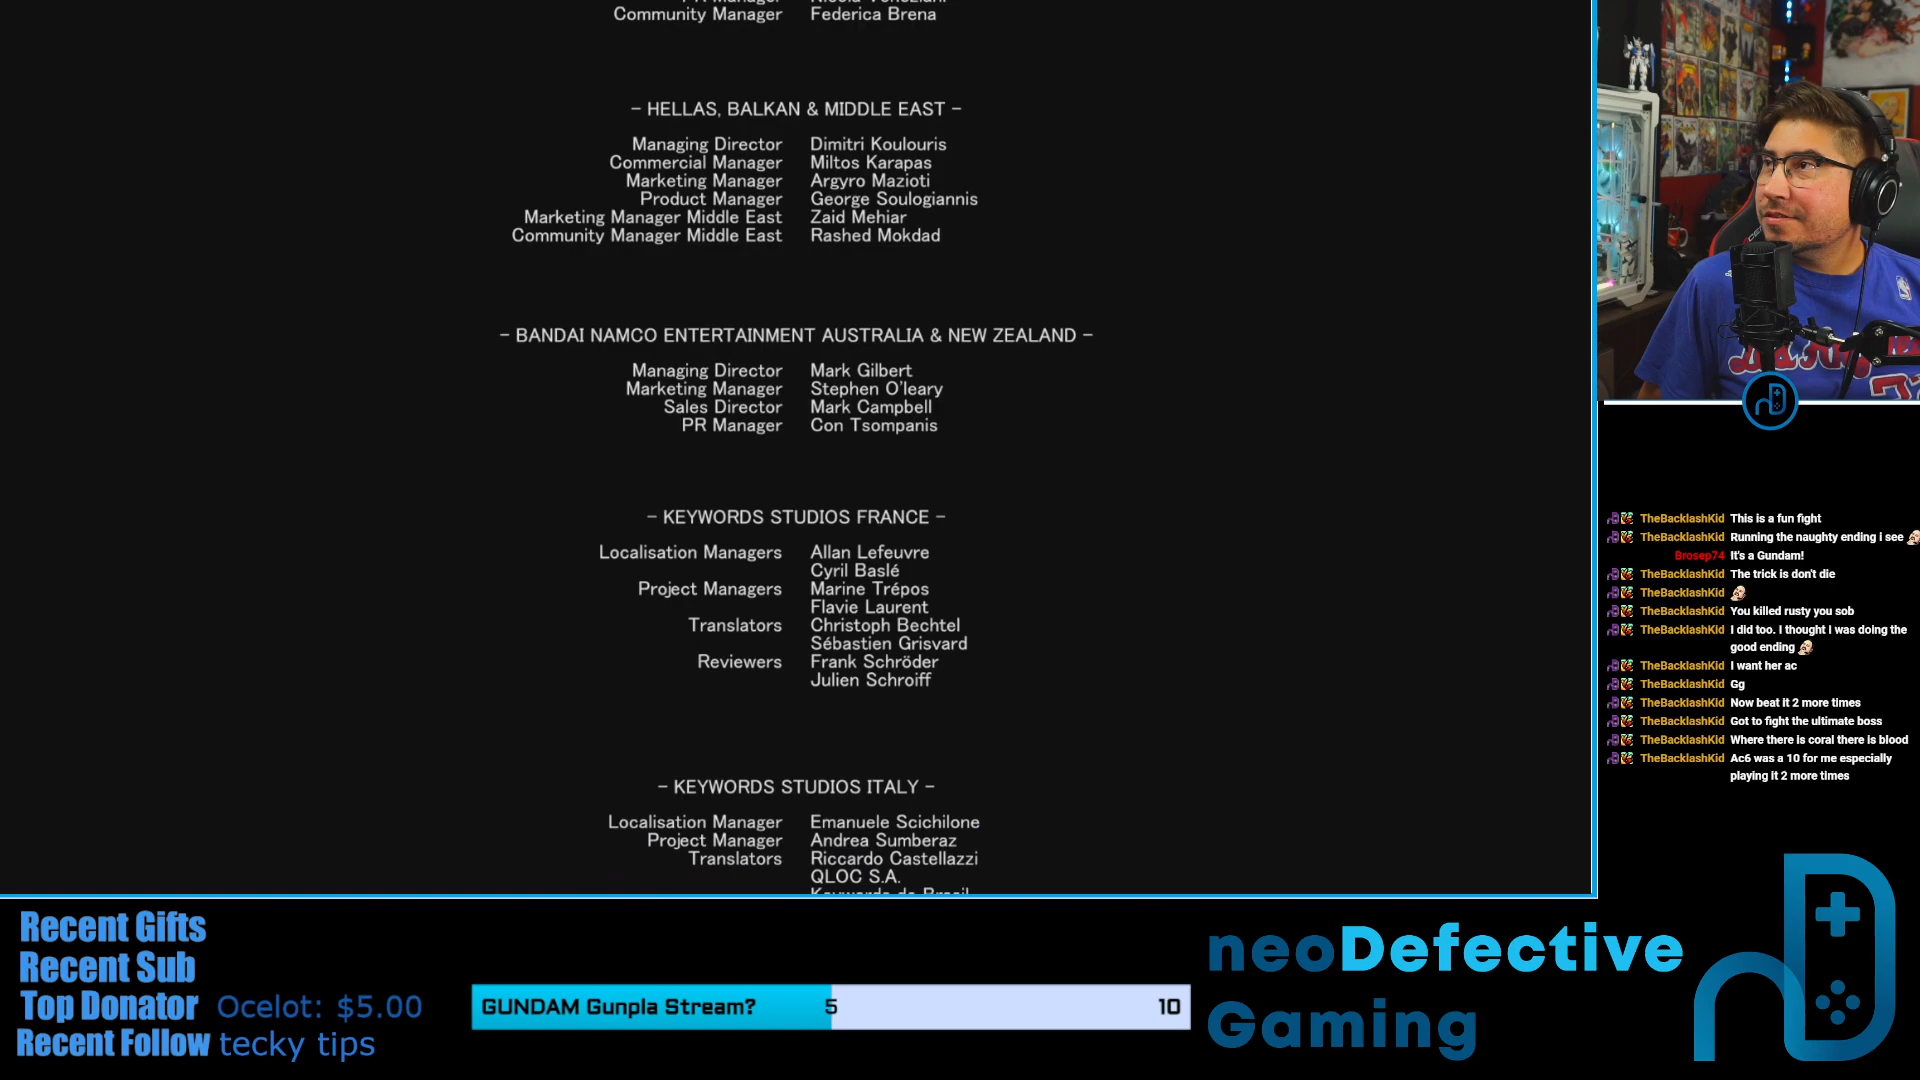 Community Manager Federica Brena
– HELLAS, BALKAN & MIDDLE EAST –
Managing Director Dimitri Koulouris
Commercial Manager Miltos Karapas
Marketing Manager Argyro Mazioti
Product Manager George Soulogiannis
Marketing Manager Middle East Zaid Mehiar
Community Manager Middle East Rashed Mokdad
– BANDAI NAMCO ENTERTAINMENT AUSTRALIA & NEW ZEALAND –
Managing Director Mark Gilbert
Marketing Manager Stephen O'leary
Sales Director Mark Campbell
PR Manager Con Tsompanis
– KEYWORDS STUDIOS FRANCE –
Localisation Managers Allan Lefeuvre
Cyril Baslé
Project Managers Marine Trépos
Flavie Laurent
Translators Christoph Bechtel
Sébastien Grisvard
Reviewers Frank Schröder
Julien Schroiff
– KEYWORDS STUDIOS ITALY –
Localisation Manager Emanuele Scichilone
Project Manager Andrea Sumberaz
Translators Riccardo Castellazzi
QLOC S.A.
TheBacklashKid This is a fun fight
TheBacklashKid Running the naughty ending i see
Brosep74 It's a Gundam!
TheBacklashKid The trick is don't die
TheBacklashKid
TheBacklashKid You killed rusty you sob
TheBacklashKid I did too. I thought I was doing the
good ending
TheBacklashKid I want her ac
TheBacklashKid Gg
TheBacklashKid Now beat it 2 more times
TheBacklashKid Got to fight the ultimate boss
TheBacklashKid Where there is coral there is blood
TheBacklashKid Ac6 was a 10 for me especially
playing it 2 more times
Recent Gifts
Recent Sub
Top Donator Ocelot: $5.00
Recent Follow tecky tips
GUNDAM Gunpla Stream? 5 10
neoDefective
Gaming